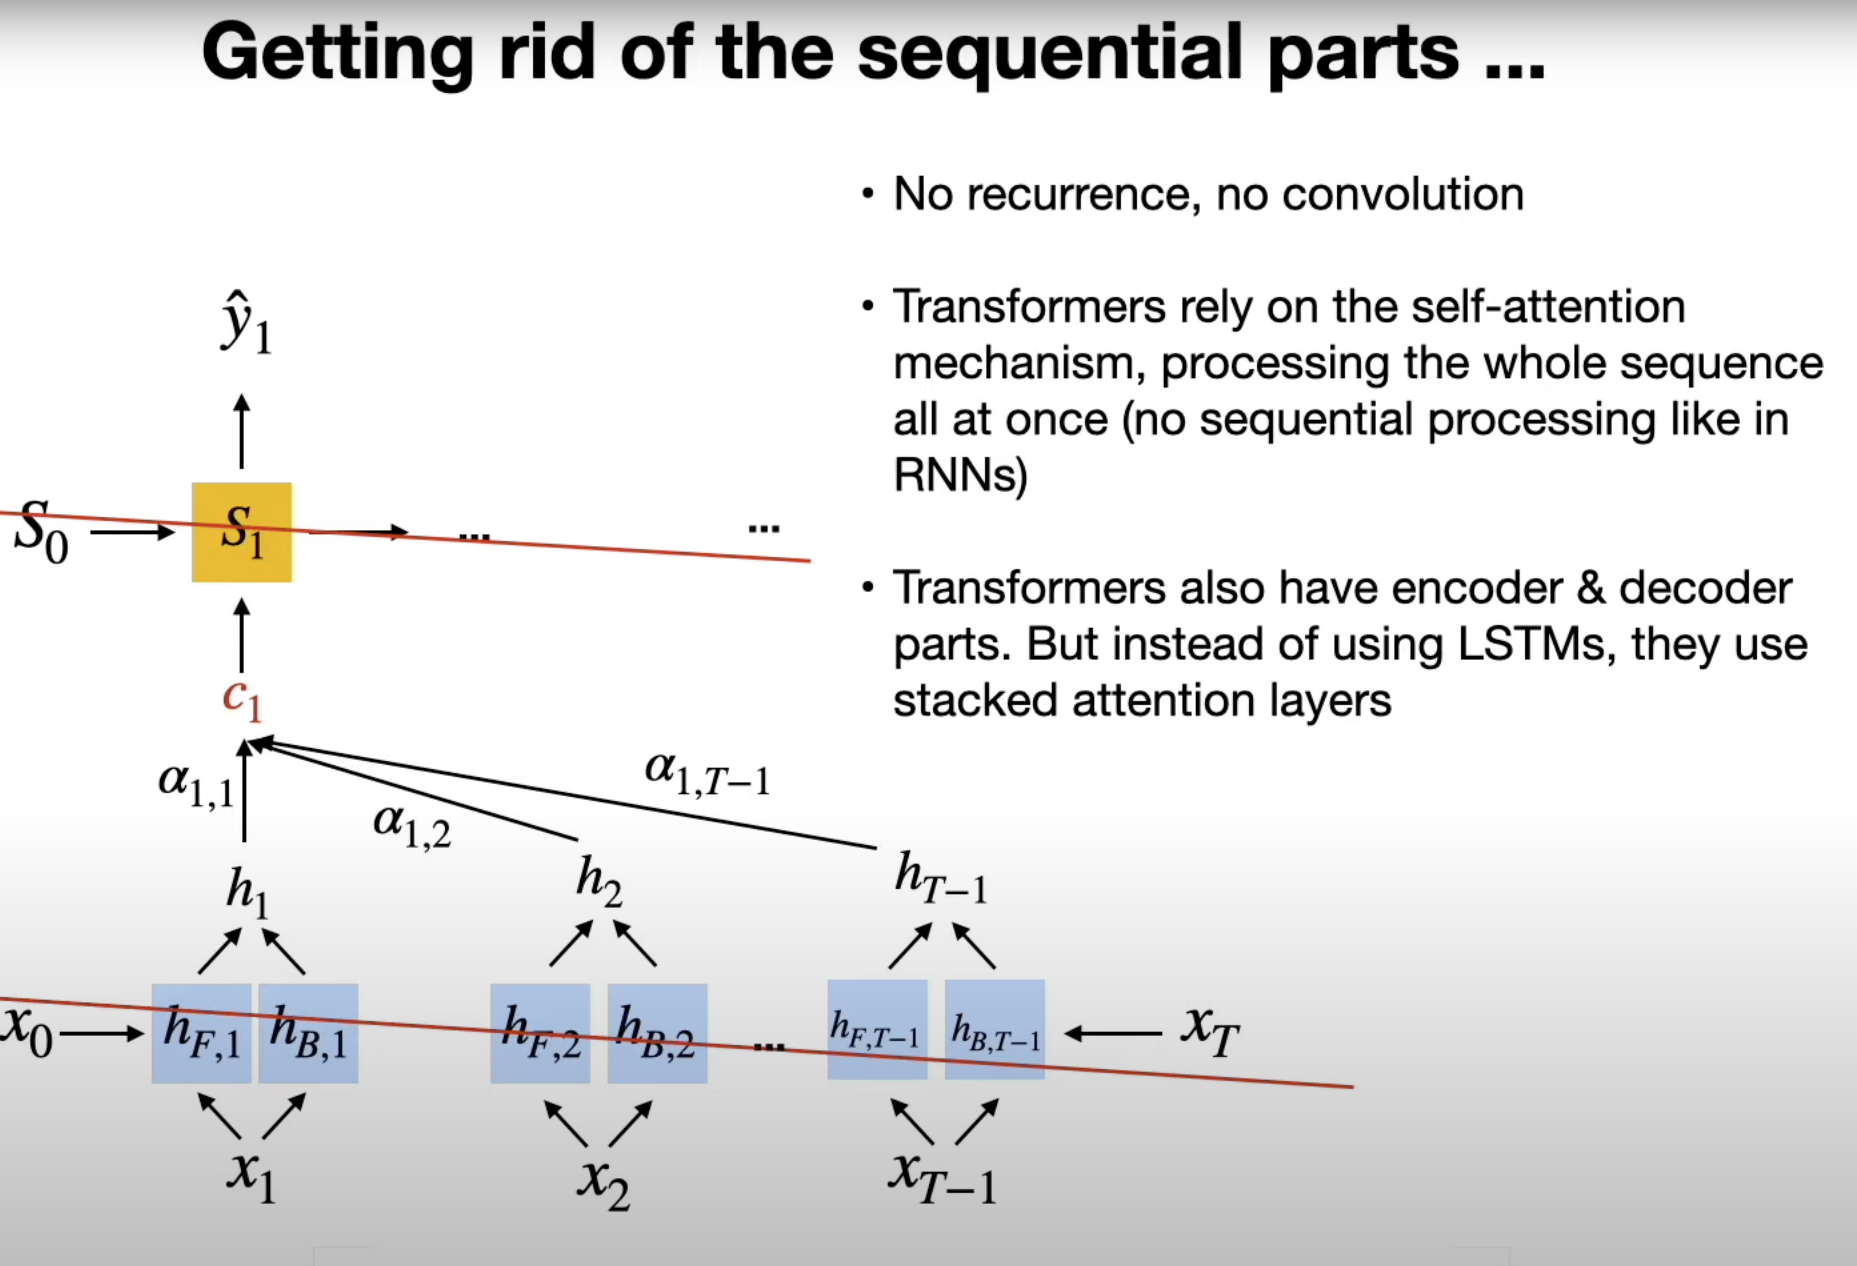 Getting rid of the sequential parts ...
• No recurrence, no convolution
• Transformers rely on the self-attention
mechanism, processing the whole sequence
all at once (no sequential processing like in
RNNs)
• Transformers also have encoder & decoder
parts. But instead of using LSTMs, they use
stacked attention layers
ŷ₁
S₀ S₁ ... ...
c₁
α₁,₁ α₁,₂ α₁,T−₁
h₁ h₂ hT−₁
x₀ hF,₁ hB,₁ hF,₂ hB,₂ ... hF,T−₁ hB,T−₁ xT
x₁ x₂ xT−₁